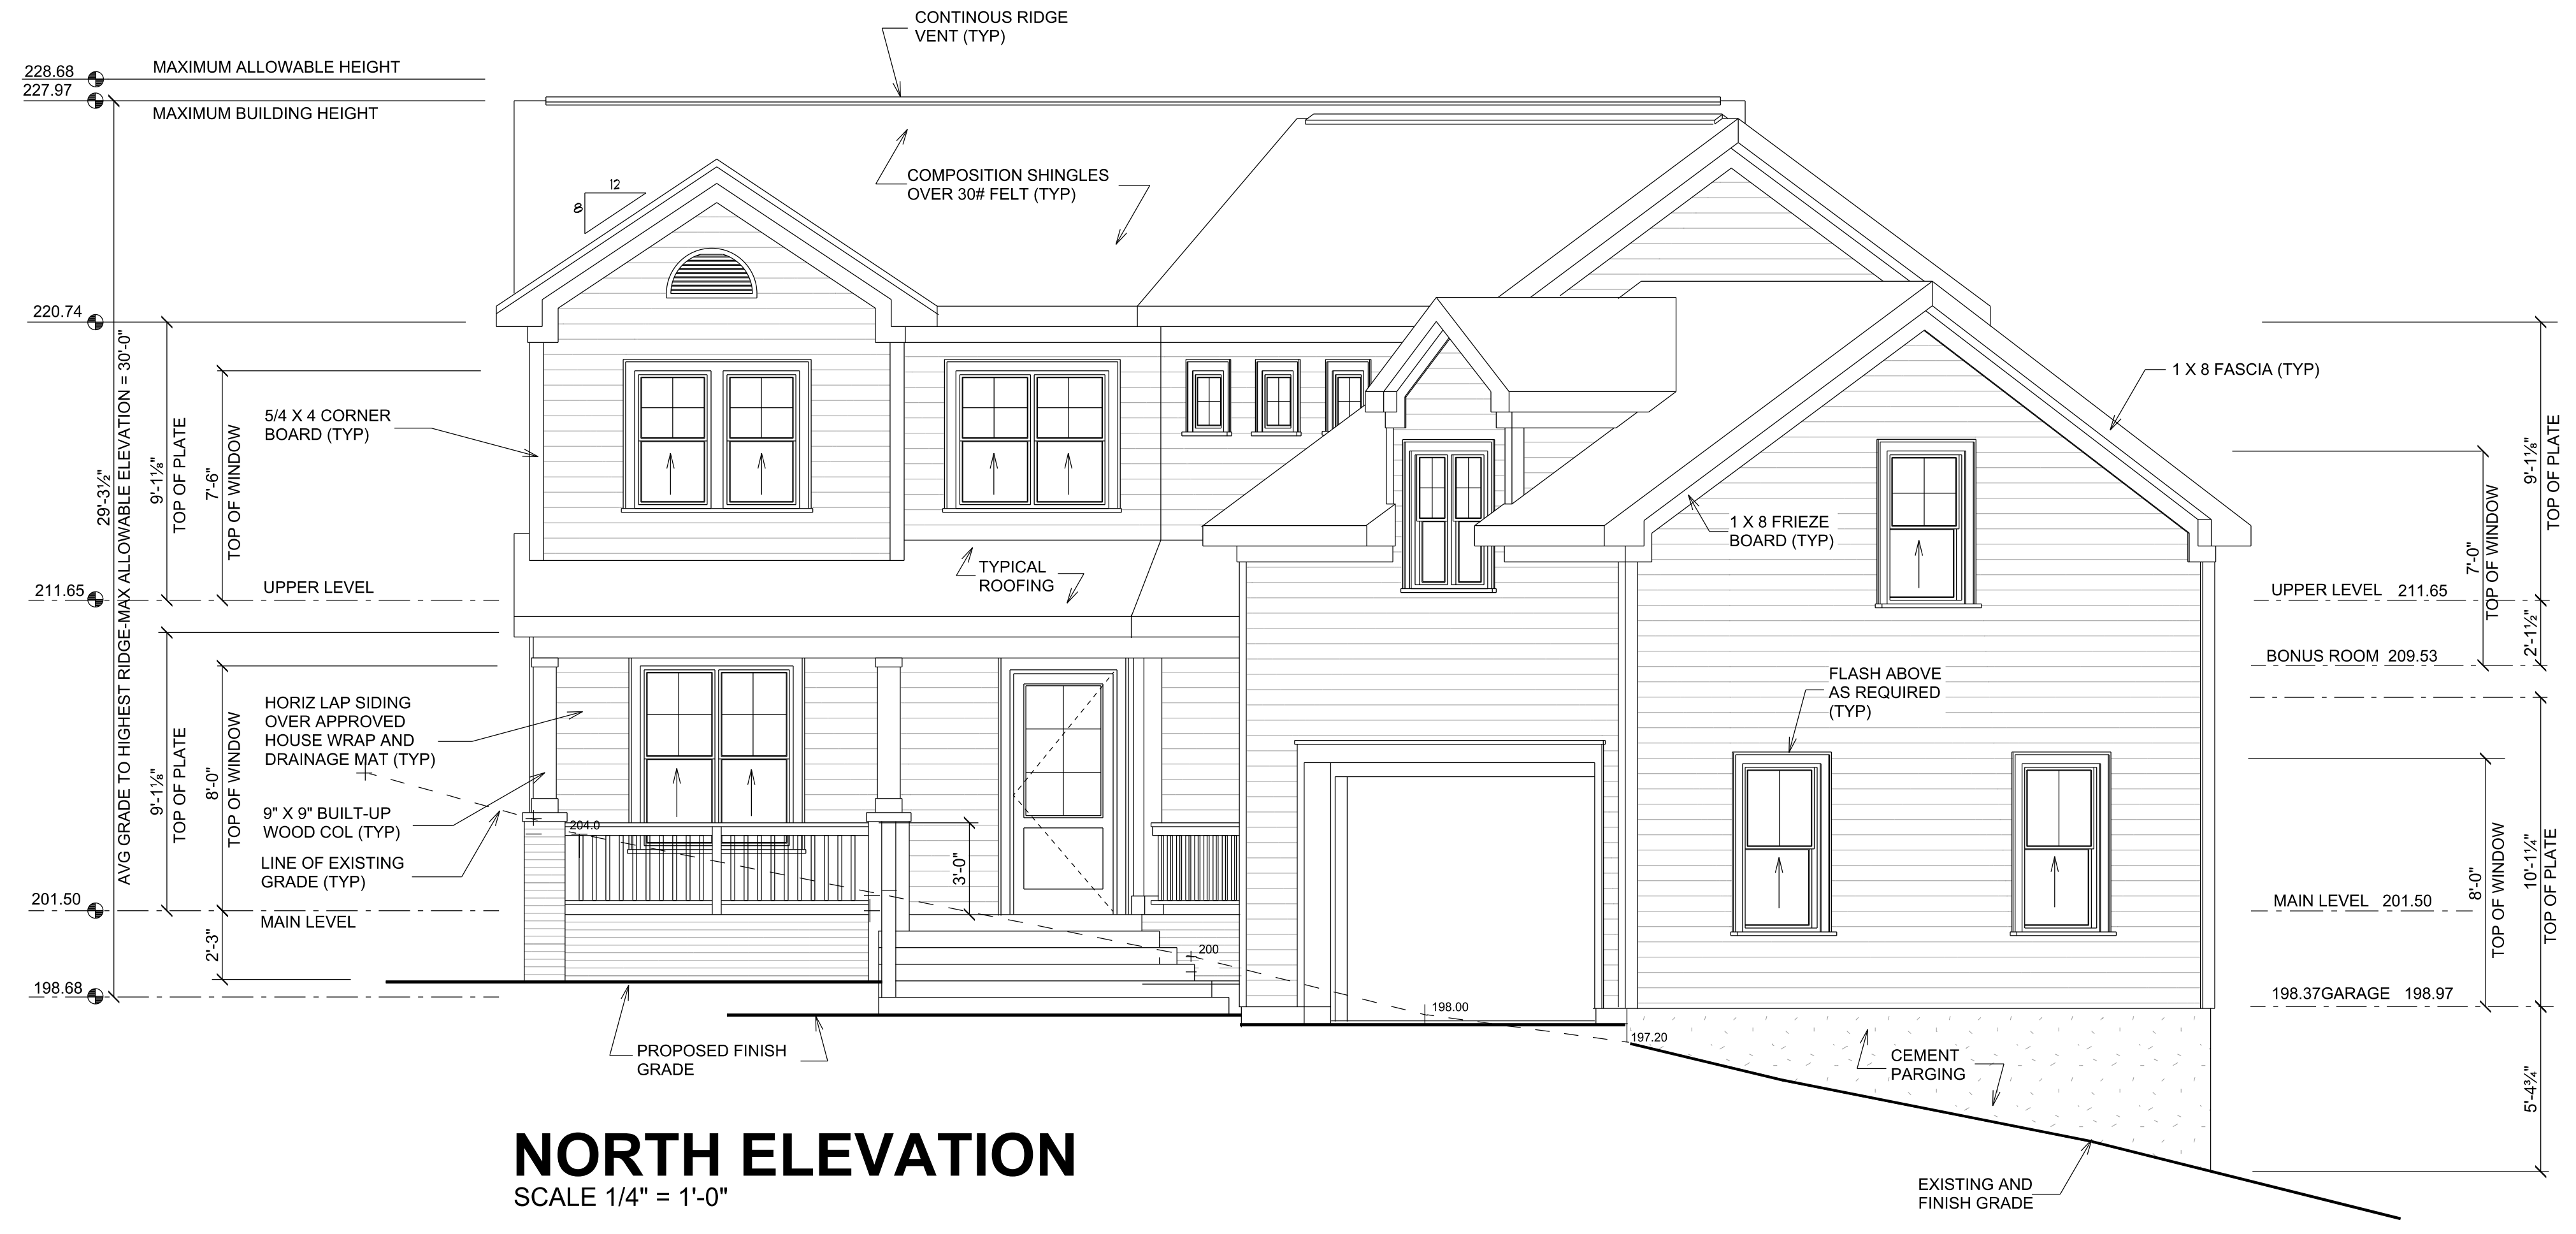 CONTINOUS RIDGE
VENT (TYP)
228.68
MAXIMUM ALLOWABLE HEIGHT
227.97
MAXIMUM BUILDING HEIGHT
12
8
COMPOSITION SHINGLES
OVER 30# FELT (TYP)
220.74
29'-3½"
AVG GRADE TO HIGHEST RIDGE-MAX ALLOWABLE ELEVATION = 30'-0"
9'-1⅛"
TOP OF PLATE
7'-6"
TOP OF WINDOW
5/4 X 4 CORNER
BOARD (TYP)
1 X 8 FASCIA (TYP)
1 X 8 FRIEZE
BOARD (TYP)
9'-1⅛"
TOP OF PLATE
7'-0"
TOP OF WINDOW
211.65
UPPER LEVEL
TYPICAL
ROOFING
UPPER LEVEL 211.65
2'-1½"
BONUS ROOM 209.53
9'-1⅛"
TOP OF PLATE
8'-0"
TOP OF WINDOW
HORIZ LAP SIDING
OVER APPROVED
HOUSE WRAP AND
DRAINAGE MAT (TYP)
9" X 9" BUILT-UP
WOOD COL (TYP)
LINE OF EXISTING
GRADE (TYP)
204.0
3'-0"
FLASH ABOVE
AS REQUIRED
(TYP)
8'-0"
TOP OF WINDOW
10'-1¼"
TOP OF PLATE
201.50
MAIN LEVEL
2'-3"
200
MAIN LEVEL 201.50
198.68
198.00
197.20
198.37GARAGE 198.97
PROPOSED FINISH
GRADE
CEMENT
PARGING
5'-4¾"
EXISTING AND
FINISH GRADE
NORTH ELEVATION
SCALE 1/4" = 1'-0"